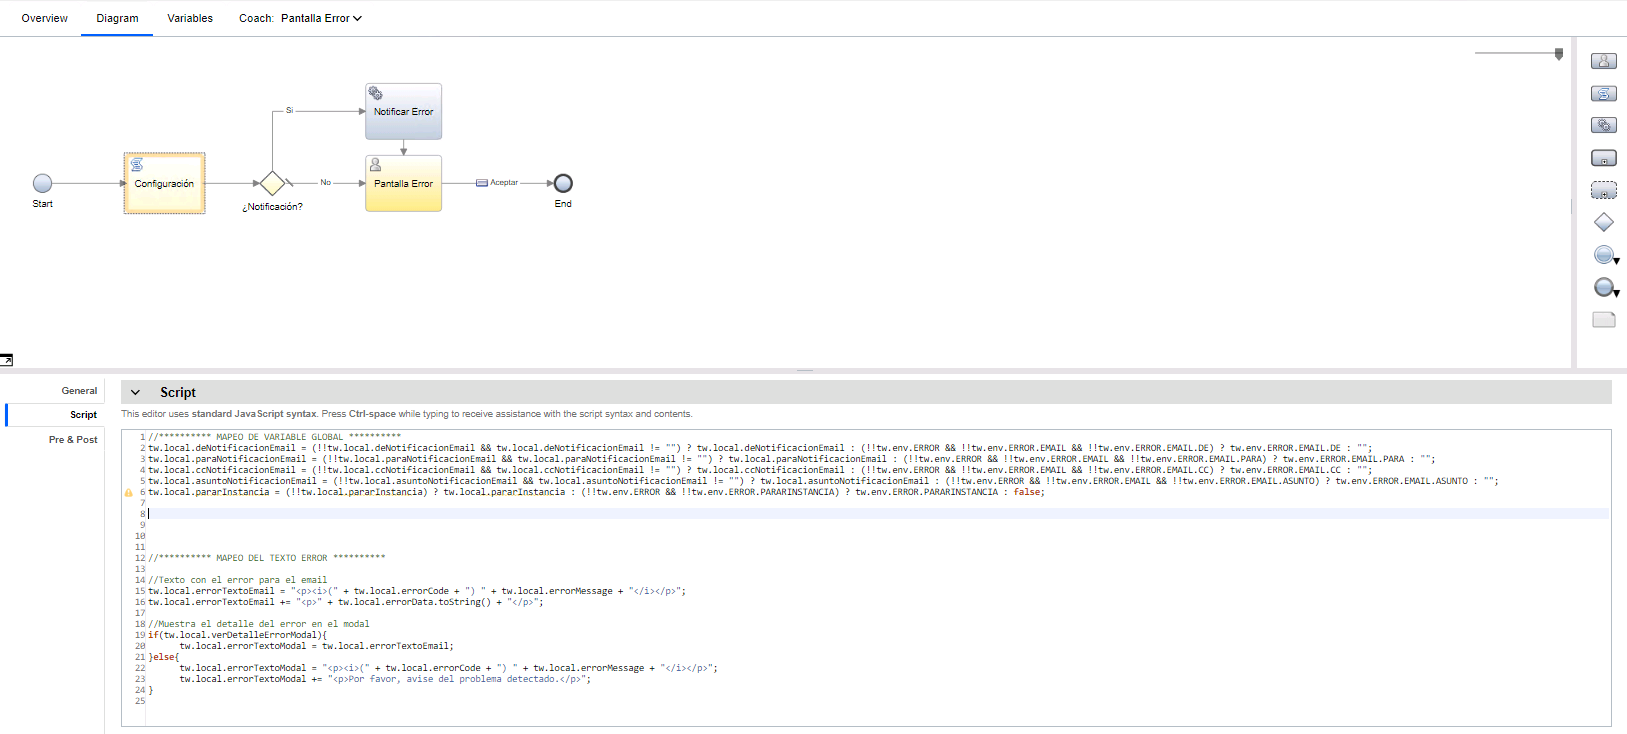 Overview Diagram Variables Coach: Pantalla Error
Si
Notificar Error
Configuración
No
Pantalla Error
Aceptar
Start
¿Notificación?
End
General
Script
Pre & Post
Script
This editor uses standard JavaScript syntax. Press Ctrl-space while typing to receive assistance with the script syntax and contents.
1 //********** MAPEO DE VARIABLE GLOBAL **********
2 tw.local.deNotificacionEmail = (!!tw.local.deNotificacionEmail && tw.local.deNotificacionEmail != "") ? tw.local.deNotificacionEmail : (!!tw.env.ERROR && !!tw.env.ERROR.EMAIL && !!tw.env.ERROR.EMAIL.DE) ? tw.env.ERROR.EMAIL.DE : "";
3 tw.local.paraNotificacionEmail = (!!tw.local.paraNotificacionEmail && tw.local.paraNotificacionEmail != "") ? tw.local.paraNotificacionEmail : (!!tw.env.ERROR && !!tw.env.ERROR.EMAIL && !!tw.env.ERROR.EMAIL.PARA) ? tw.env.ERROR.EMAIL.PARA : "";
4 tw.local.ccNotificacionEmail = (!!tw.local.ccNotificacionEmail && tw.local.ccNotificacionEmail != "") ? tw.local.ccNotificacionEmail : (!!tw.env.ERROR && !!tw.env.ERROR.EMAIL && !!tw.env.ERROR.EMAIL.CC) ? tw.env.ERROR.EMAIL.CC : "";
5 tw.local.asuntoNotificacionEmail = (!!tw.local.asuntoNotificacionEmail && tw.local.asuntoNotificacionEmail != "") ? tw.local.asuntoNotificacionEmail : (!!tw.env.ERROR && !!tw.env.ERROR.EMAIL && !!tw.env.ERROR.EMAIL.ASUNTO) ? tw.env.ERROR.EMAIL.ASUNTO : "";
6 tw.local.pararInstancia = (!!tw.local.pararInstancia) ? tw.local.pararInstancia : (!!tw.env.ERROR && !!tw.env.ERROR.PARARINSTANCIA) ? tw.env.ERROR.PARARINSTANCIA : false;
7
8
9
10
11
12 //********** MAPEO DEL TEXTO ERROR **********
13
14 //Texto con el error para el email
15 tw.local.errorTextoEmail = "<p><i>(" + tw.local.errorCode + ") " + tw.local.errorMessage + "</i></p>";
16 tw.local.errorTextoEmail += "<p>" + tw.local.errorData.toString() + "</p>";
17
18 //Muestra el detalle del error en el modal
19 if(tw.local.verDetalleErrorModal){
20 tw.local.errorTextoModal = tw.local.errorTextoEmail;
21 }else{
22 tw.local.errorTextoModal = "<p><i>(" + tw.local.errorCode + ") " + tw.local.errorMessage + "</i></p>";
23 tw.local.errorTextoModal += "<p>Por favor, avise del problema detectado.</p>";
24 }
25